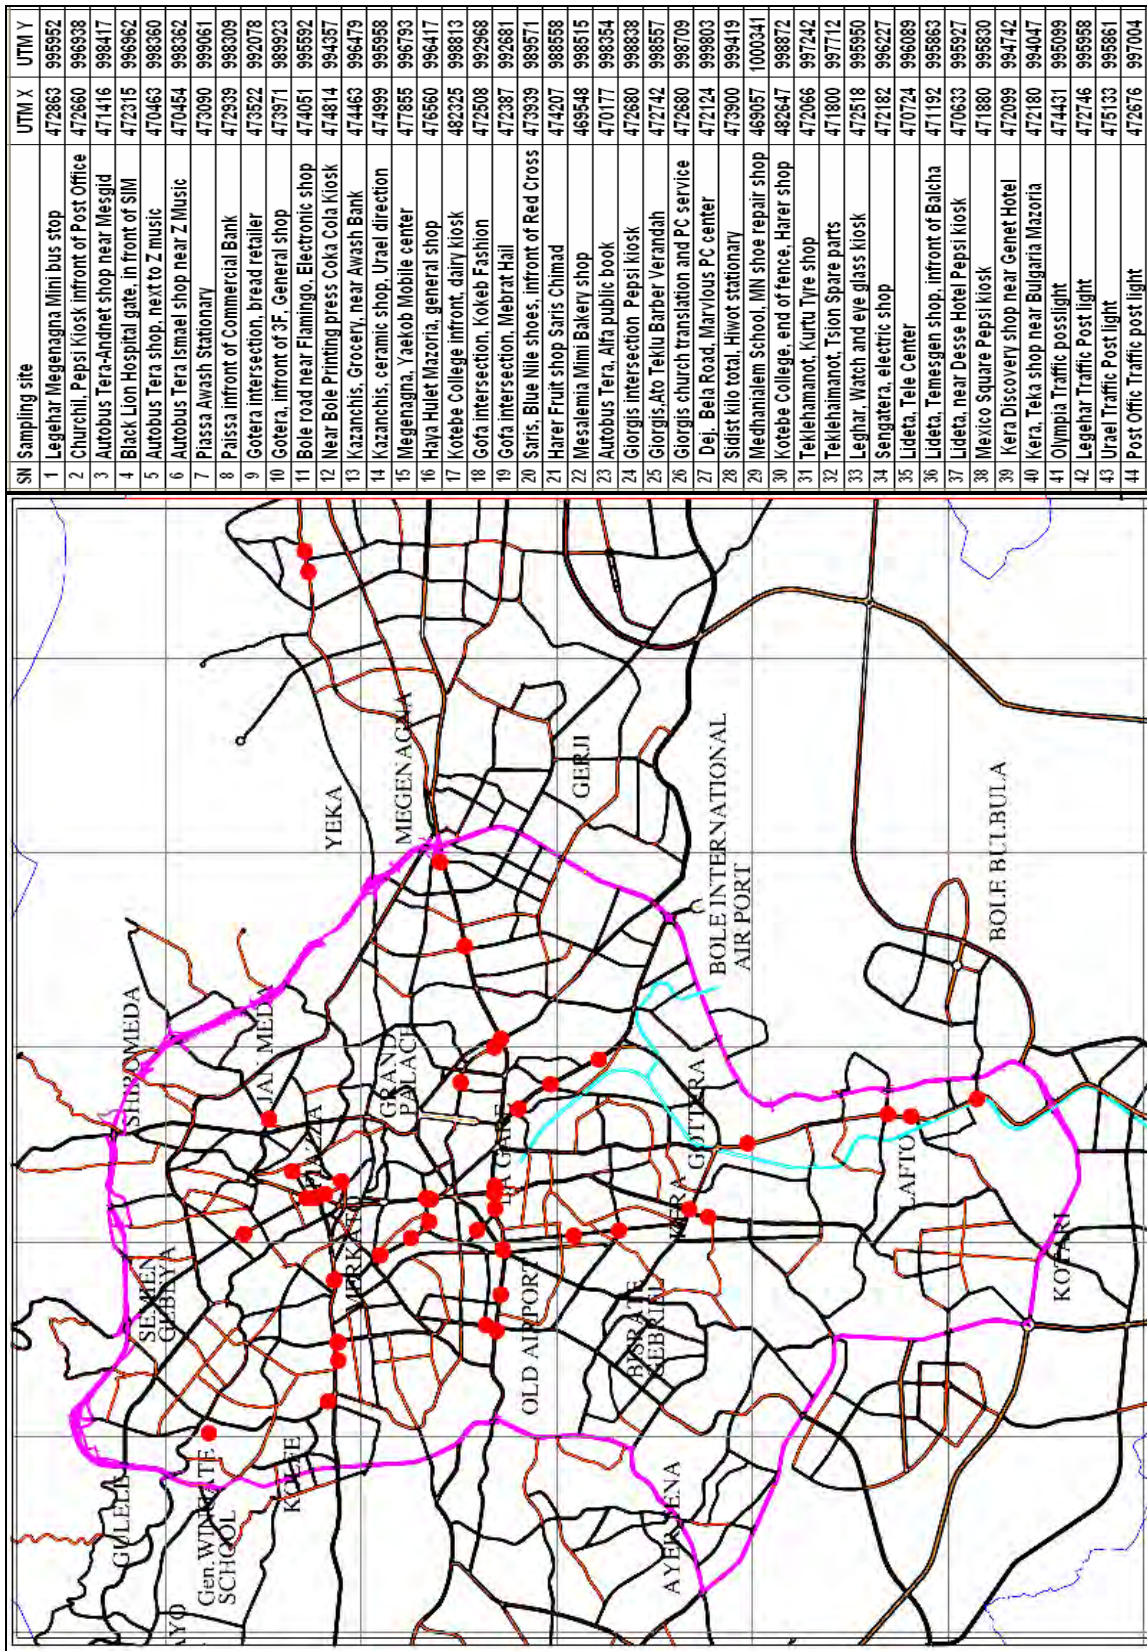 SN Sampling site UTM X UTM Y
1 Legehar Megenagna Mini bus stop 472863 995952
2 Churchil, Pepsi Kiosk infront of Post Office 472660 996938
3 Autobus Tera-Andnet shop near Mesgid 471416 998417
4 Black Lion Hospital gate, in front of SIM 472315 996962
5 Autobus Tera shop, next to Z music 470463 998360
6 Autobus Tera Ismael shop near Z Music 470454 998362
7 Piassa Awash Stationary 473090 999061
8 Paissa infront of Commercial Bank 472939 998309
9 Gotera intersection, bread retailer 473522 992078
10 Gotera, infront of 3F, General shop 473971 989923
11 Bole road near Flamingo, Electronic shop 474051 995592
12 Near Bole Printing press Coka Cola Kiosk 474814 994357
13 Kazanchis, Grocery, near Awash Bank 474463 996479
14 Kazanchis, ceramic shop, Urael direction 474999 995958
15 Megenagna, Yaekob Mobile center 477855 996793
16 Haya Hulet Mazoria, general shop 476560 996417
17 Kotebe College infront, dairy kiosk 482325 998813
18 Gofa intersection, Kokeb Fashion 472508 992968
19 Gofa intersection, Mebrat Hail 472387 992681
20 Saris, Blue Nile shoes, infront of Red Cross 473939 989571
21 Harer Fruit shop Saris Chimad 474207 988558
22 Mesalemia Mimi Bakery shop 469548 998515
23 Autobus Tera, Alfa public book 470177 998354
24 Giorgis intersection Pepsi kiosk 472680 998838
25 Giorgis,Ato Teklu Barber Verandah 472742 998557
26 Giorgis church translation and PC service 472680 998709
27 Dej. Bela Road, Marvlous PC center 472124 999803
28 Sidist kilo total, Hiwot stationary 473900 999419
29 Medhanialem School, MN shoe repair shop 469057 1000341
30 Kotebe College, end of fence, Harer shop 482647 998872
31 Teklehamanot, Kurtu Tyre shop 472066 997242
32 Teklehaimanot, Tsion Spare parts 471800 997712
33 Leghar, Watch and eye glass kiosk 472518 995950
34 Sengatera, electric shop 472182 996227
35 Lideta, Tele Center 470724 996089
36 Lideta, Temesgen shop, infront of Balcha 471192 995863
37 Lideta, near Desse Hotel Pepsi kiosk 470633 995927
38 Mexico Square Pepsi kiosk 471880 995830
39 Kera Discovery shop near Genet Hotel 472099 994742
40 Kera, Teka shop near Bulgaria Mazoria 472180 994047
41 Olympia Traffic posslight 474431 995099
42 Legehar Traffic Post light 472746 995958
43 Urael Traffic Post light 475133 995861
44 Post Office Traffic post light 472676 997004
SHIROMEDA
YEKA
JAN MEDA
MEGENAGNA
GULELE
SEMIEN
GEBEYA
PIAZZA
GRAND
PALACE
Gen.WINGATE
SCHOOL
KOLFE
MERKATO
GERJI
LAGARE
OLD AIRPORT
BOLE INTERNATIONAL
AIR PORT
GOTTERA
KERA
BISRATE
GEBRIEL
AYER TENA
LAFTO
BOLE BULBULA
KOTARI